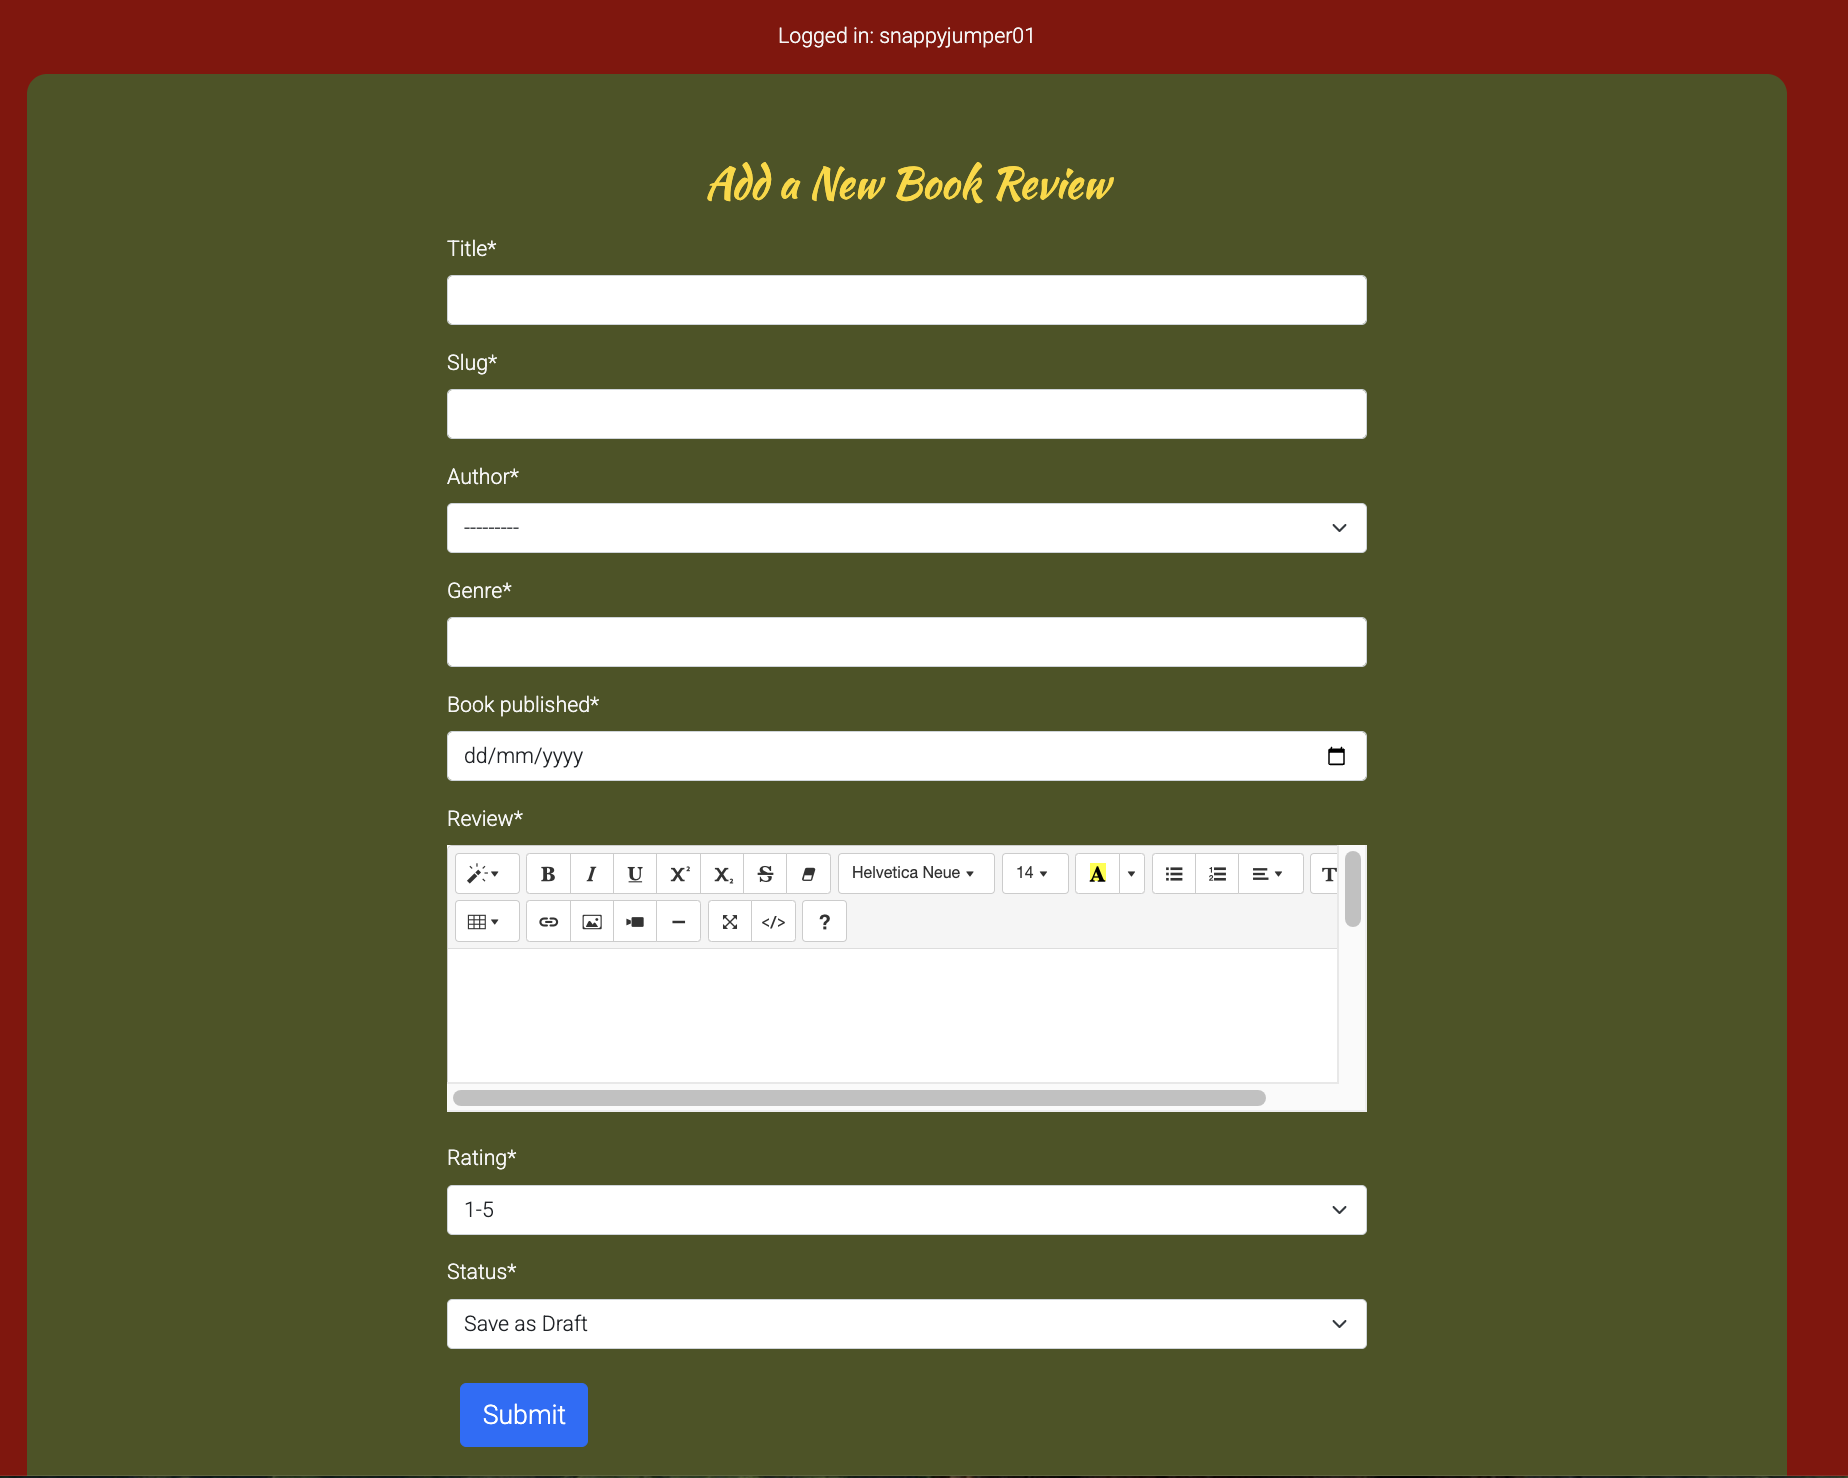 Logged in: snappyjumper01
Add a New Book Review
Title*
Slug*
Author*
---------
Genre*
Book published*
dd/mm/yyyy
Review*
B I U X² X₂ S Helvetica Neue 14 A T
</> ?
Rating*
1-5
Status*
Save as Draft
Submit